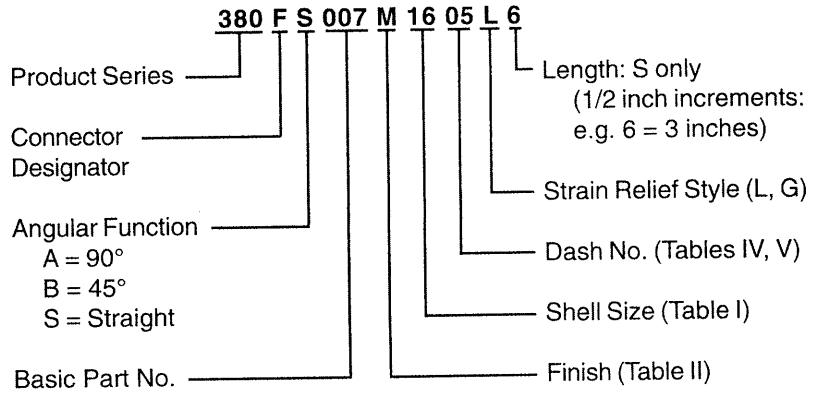 380 F S 007 M 16 05 L 6
Product Series
Connector
Designator
Angular Function
A = 90°
B = 45°
S = Straight
Basic Part No.
Length: S only
(1/2 inch increments:
e.g. 6 = 3 inches)
Strain Relief Style (L, G)
Dash No. (Tables IV, V)
Shell Size (Table I)
Finish (Table II)